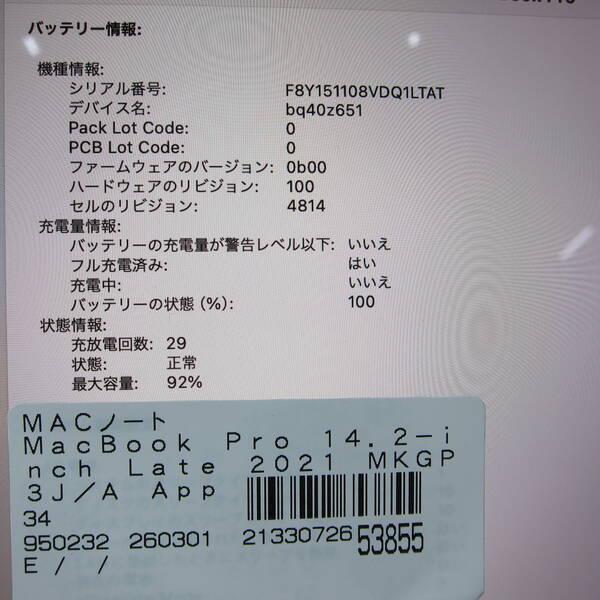 バッテリー情報:
機種情報:
シリアル番号: F8Y151108VDQ1LTAT
デバイス名: bq40z651
Pack Lot Code: 0
PCB Lot Code: 0
ファームウェアのバージョン: 0b00
ハードウェアのリビジョン: 100
セルのリビジョン: 4814
充電量情報:
バッテリーの充電量が警告レベル以下: いいえ
フル充電済み: はい
充電中: いいえ
バッテリーの状態（%）: 100
状態情報:
充放電回数: 29
状態: 正常
最大容量: 92%
MACノート
MacBook Pro 14.2-i
nch Late 2021 MKGP
3J/A App
34
950232 260301 21330726 53855
E / /